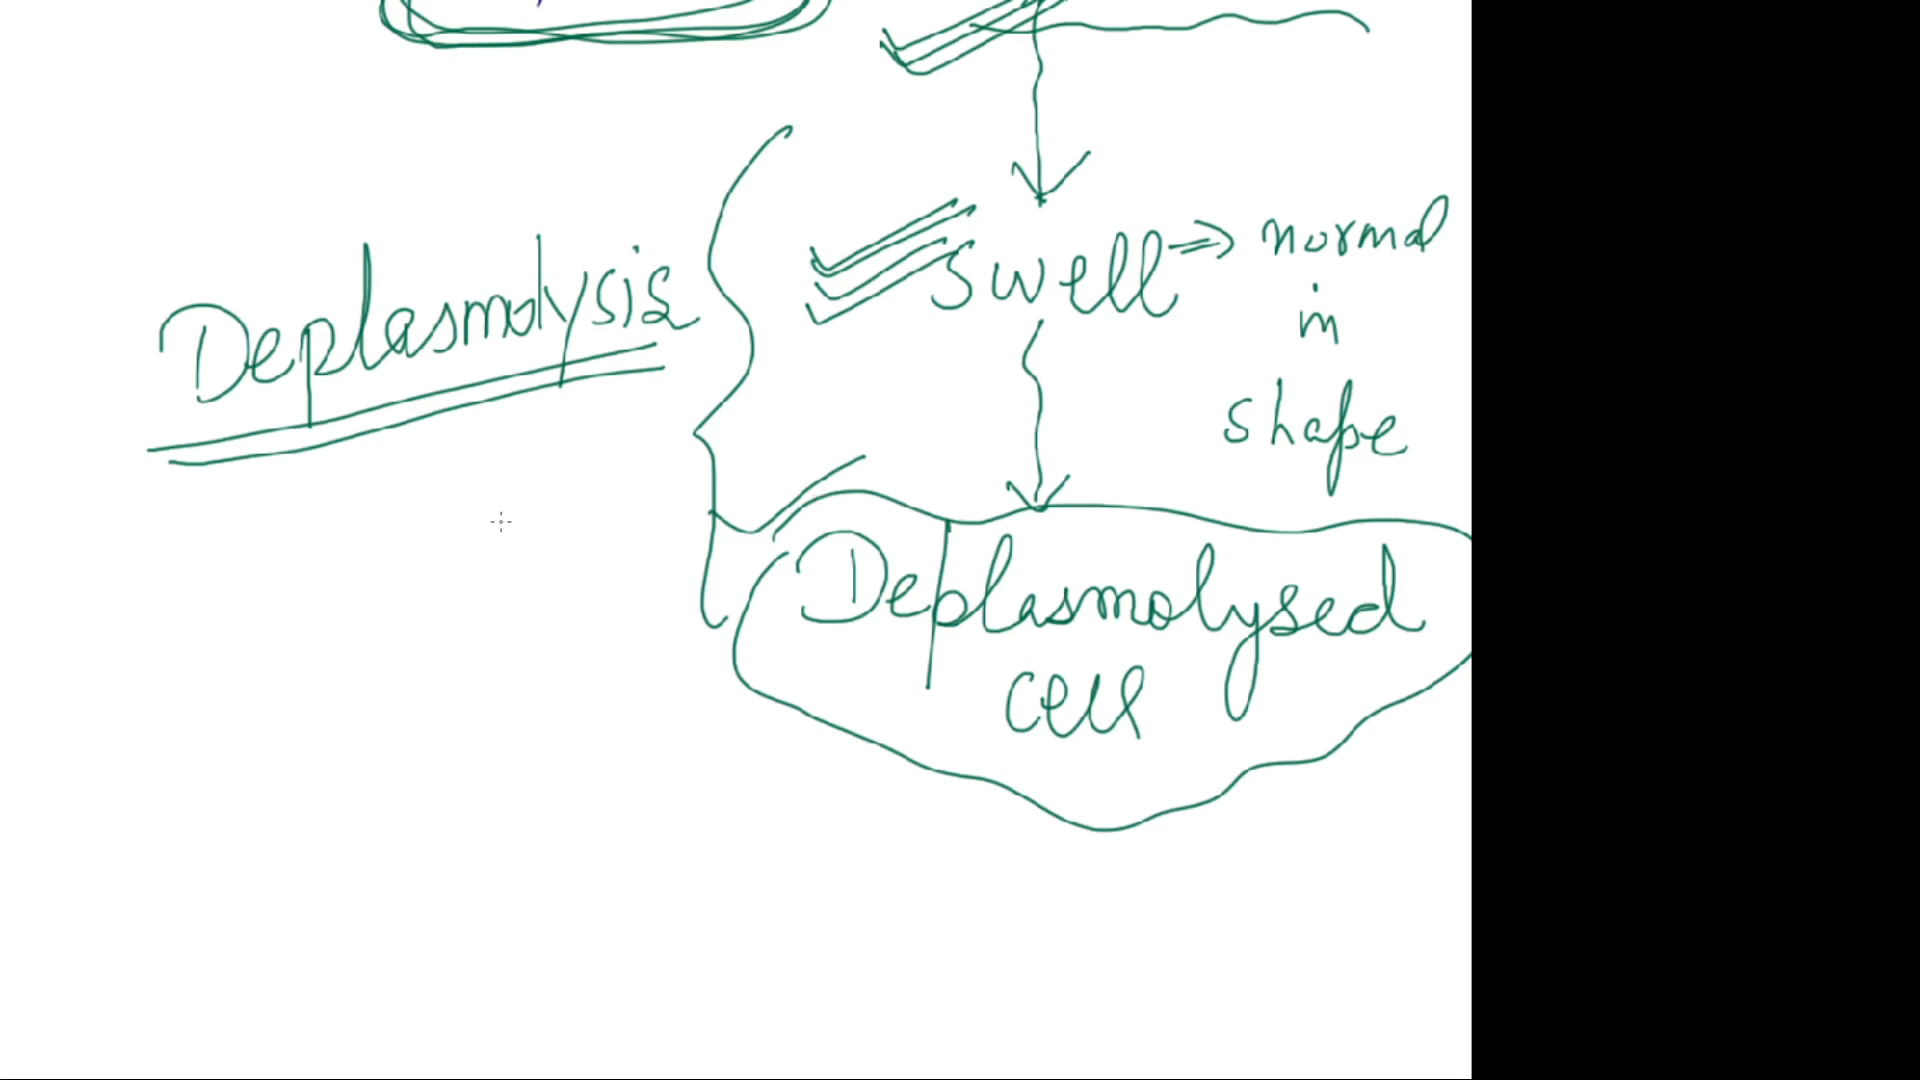 Deplasmolysis
Swell ⇒ normal
in
shape
Deplasmolysed
cell